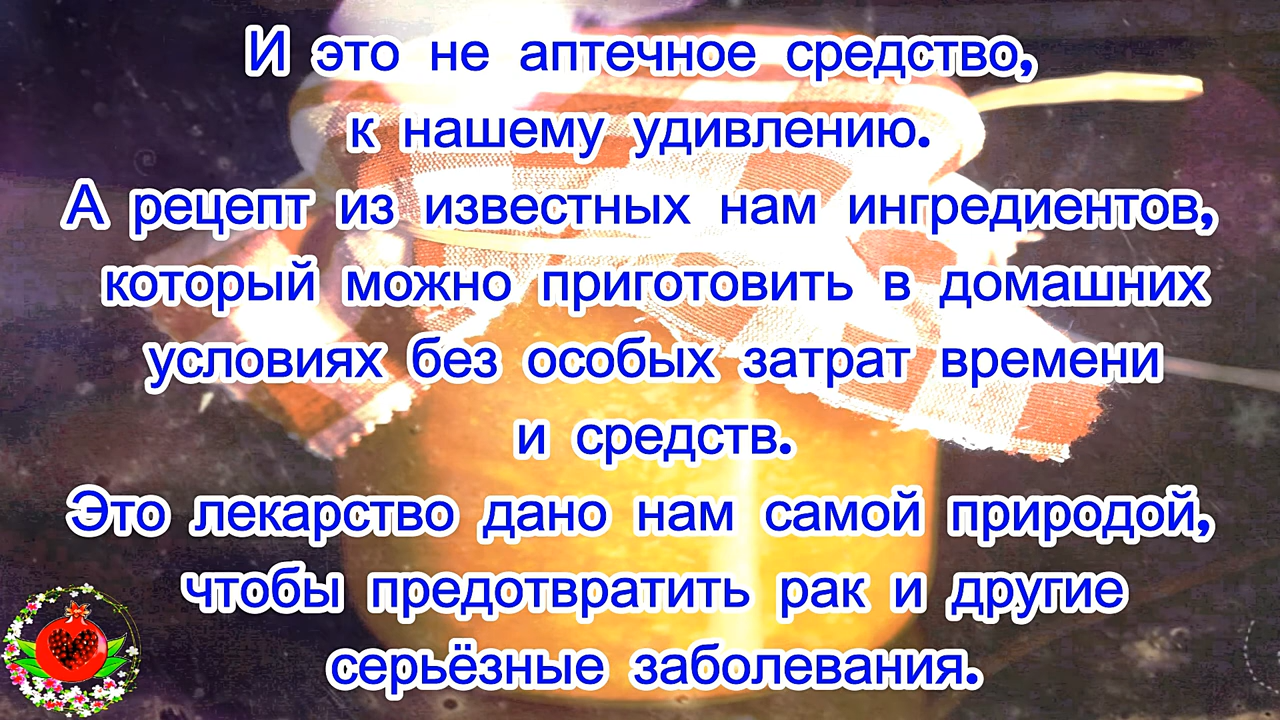 И это не аптечное средство,
к нашему удивлению.
А рецепт из известных нам ингредиентов,
который можно приготовить в домашних
условиях без особых затрат времени
и средств.
Это лекарство дано нам самой природой,
чтобы предотвратить рак и другие
серьёзные заболевания.